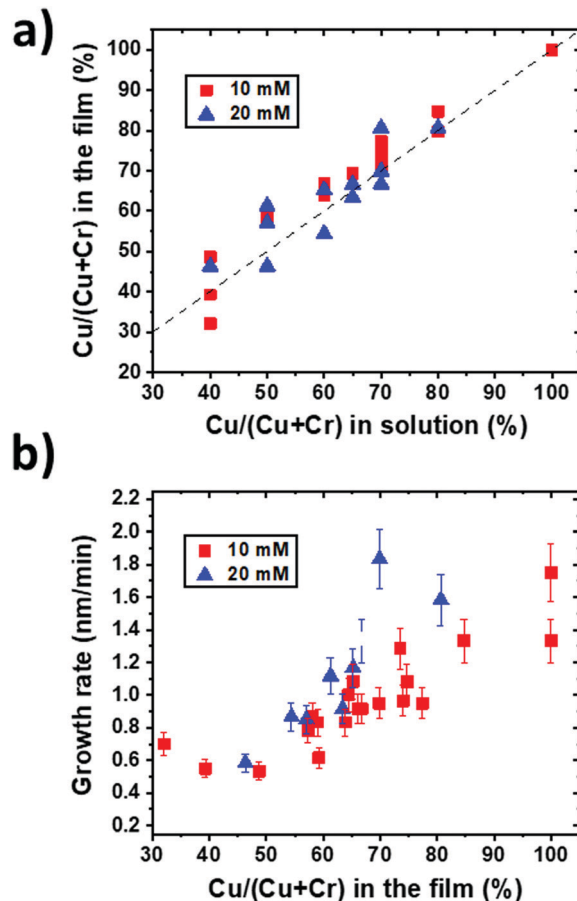 a)
Cu/(Cu+Cr) in the film (%)
100
90
80
70
60
50
40
30
20
10 mM
20 mM
30 40 50 60 70 80 90 100
Cu/(Cu+Cr) in solution (%)
b)
Growth rate (nm/min)
2.2
2.0
1.8
1.6
1.4
1.2
1.0
0.8
0.6
0.4
0.2
10 mM
20 mM
30 40 50 60 70 80 90 100
Cu/(Cu+Cr) in the film (%)